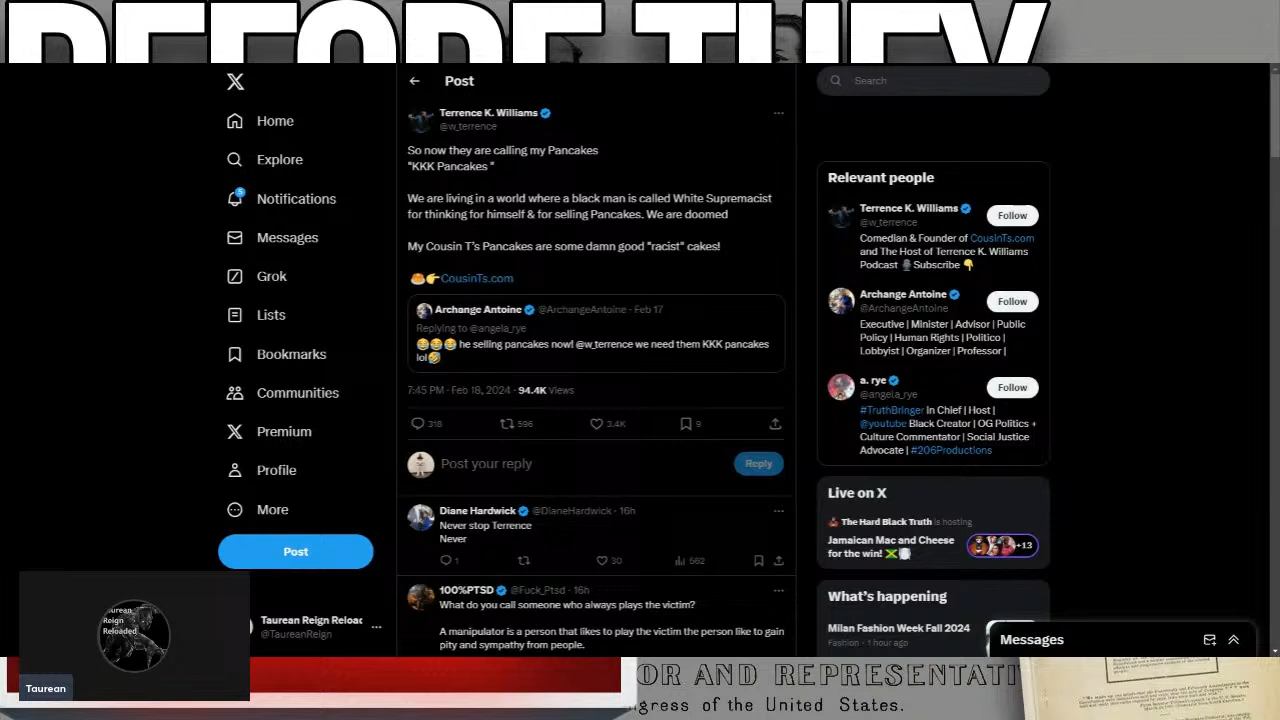 BEFORE THEY
Home
Explore
5
Notifications
Messages
Grok
Lists
Bookmarks
Communities
Premium
Profile
More
Post
Taurean Reign Reloac
@TaureanReign
Taurean
Reign
Reloaded
Taurean
Post
Terrence K. Williams
@w_terrence
So now they are calling my Pancakes
"KKK Pancakes "
We are living in a world where a black man is called White Supremacist
for thinking for himself & for selling Pancakes. We are doomed
My Cousin T's Pancakes are some damn good "racist" cakes!
🥞👉CousinTs.com
Archange Antoine @ArchangeAntoine · Feb 17
Replying to @angela_rye
😂😂😂 he selling pancakes now! @w_terrence we need them KKK pancakes
lol🤣
7:45 PM · Feb 18, 2024 · 94.4K Views
318 596 3.4K 9
Post your reply
Reply
Diane Hardwick @DianeHardwick · 16h
Never stop Terrence
Never
1 30 562
100%PTSD @Fuck_Ptsd · 16h
What do you call someone who always plays the victim?
A manipulator is a person that likes to play the victim the person like to gain
pity and sympathy from people.
Search
Relevant people
Terrence K. Williams
@w_terrence
Follow
Comedian & Founder of CousinTs.com
and The Host of Terrence K. Williams
Podcast 🎙️Subscribe 👇
Archange Antoine
@ArchangeAntoine
Follow
Executive | Minister | Advisor | Public
Policy | Human Rights | Politico |
Lobbyist | Organizer | Professor |
a. rye
@angela_rye
Follow
#TruthBringer In Chief | Host |
@youtube Black Creator | OG Politics +
Culture Commentator | Social Justice
Advocate | #206Productions
Live on X
The Hard Black Truth is hosting
Jamaican Mac and Cheese
for the win! 🇯🇲
+13
What's happening
Milan Fashion Week Fall 2024
Fashion · 1 hour ago
Messages
OR AND REPRESENTATI
gress of the United States.